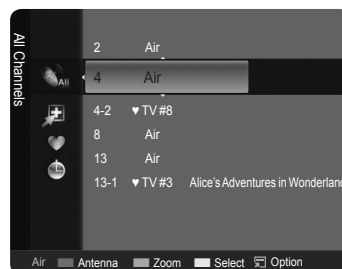 All Channels
All
2 Air
4 Air
4-2 ♥ TV #8
8 Air
13 Air
13-1 ♥ TV #3 Alice's Adventures in Wonderland
Air Antenna Zoom Select Option